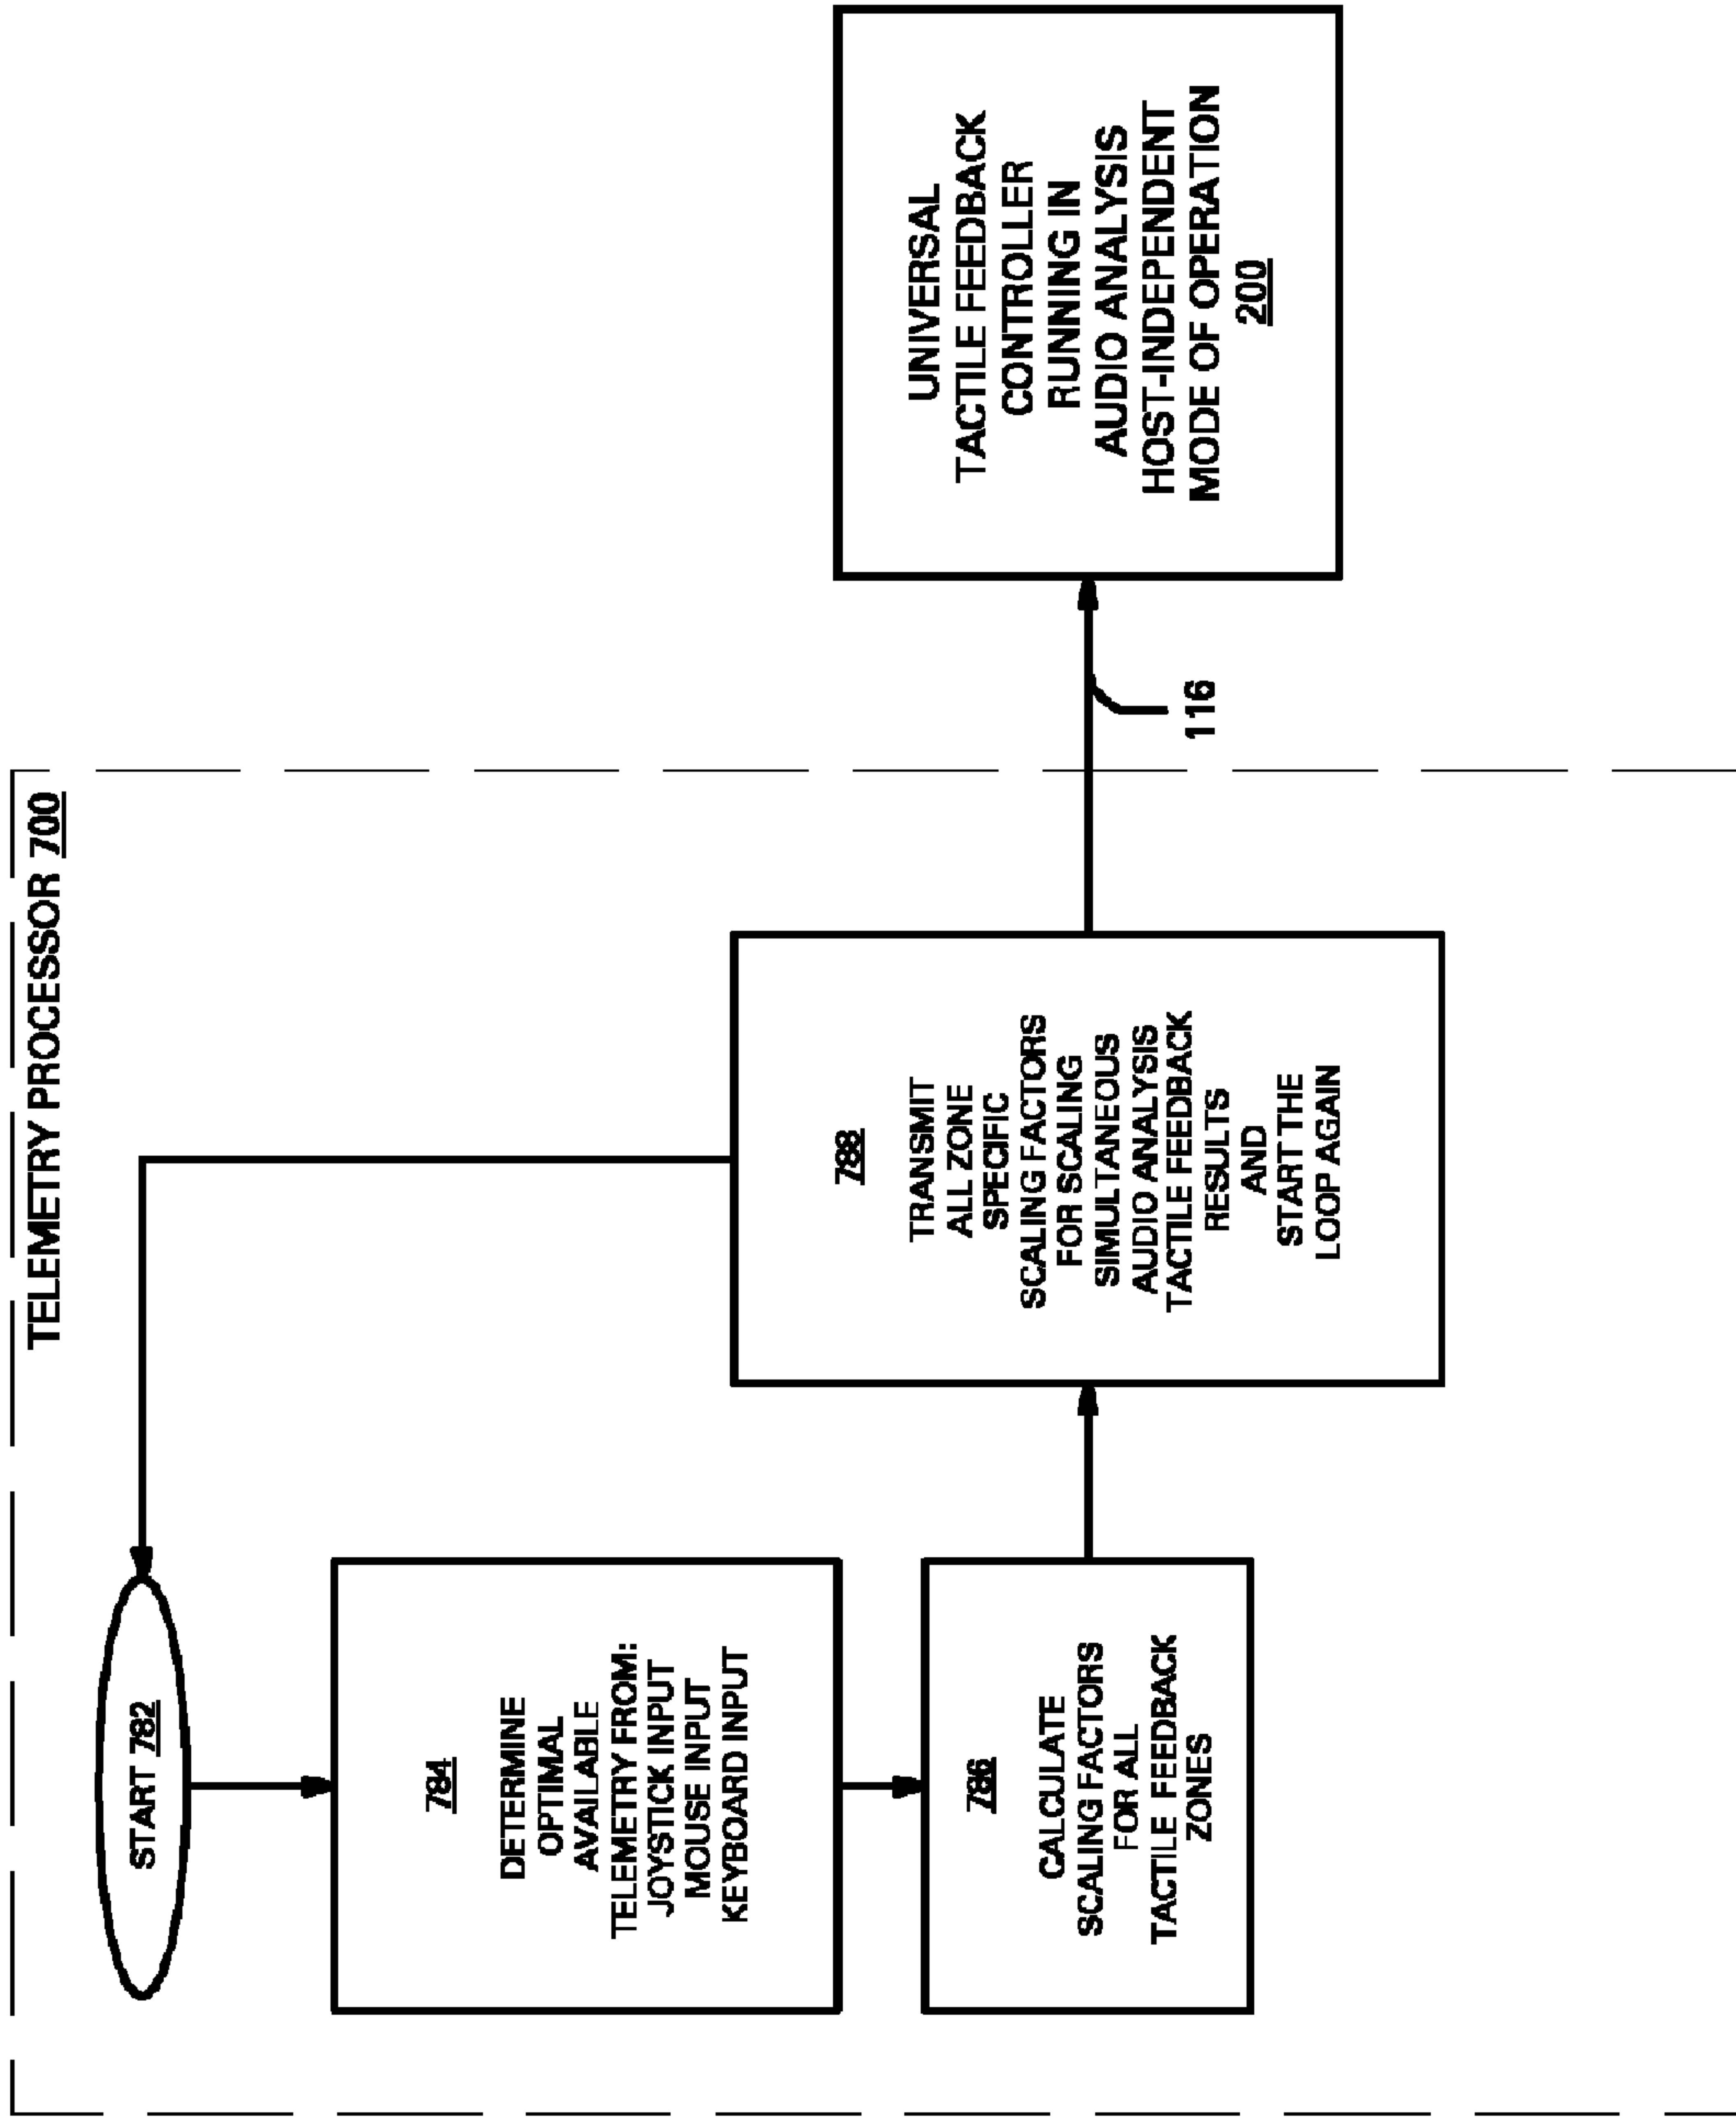 TELEMETRY PROCESSOR 700
START 782
784
DETERMINE
OPTIMAL
AVAILABLE
TELEMETRY FROM:
JOYSTICK INPUT
MOUSE INPUT
KEYBOARD INPUT
786
CALCULATE
SCALING FACTORS
FOR ALL
TACTILE FEEDBACK
ZONES
788
TRANSMIT
ALL ZONE
SPECIFIC
SCALING FACTORS
FOR SCALING
SIMULTANEOUS
AUDIO ANALYSIS
TACTILE FEEDBACK
RESULTS
AND
START THE
LOOP AGAIN
116
UNIVERSAL
TACTILE FEEDBACK
CONTROLLER
RUNNING IN
AUDIO ANALYSIS
HOST-INDEPENDENT
MODE OF OPERATION
200